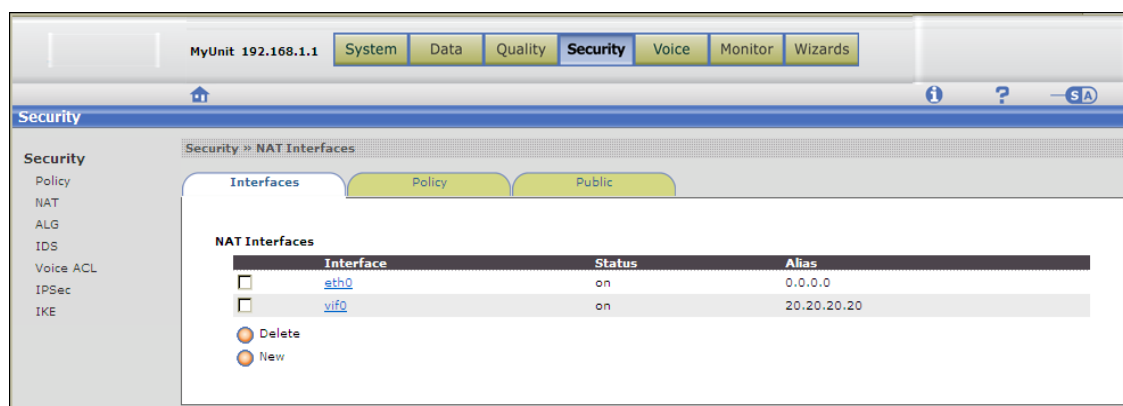 MyUnit 192.168.1.1 System Data Quality Security Voice Monitor Wizards
i ? SA
Security
Security
Policy
NAT
ALG
IDS
Voice ACL
IPSec
IKE
Security » NAT Interfaces
Interfaces Policy Public
NAT Interfaces
Interface Status Alias
eth0 on 0.0.0.0
vif0 on 20.20.20.20
Delete
New